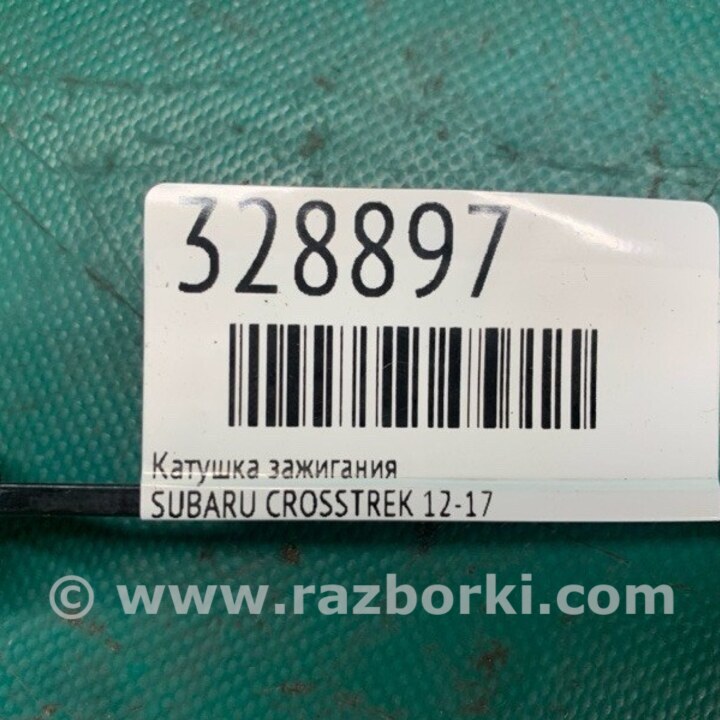 328897
Катушка зажигания
SUBARU CROSSTREK 12-17
© www.razborki.com